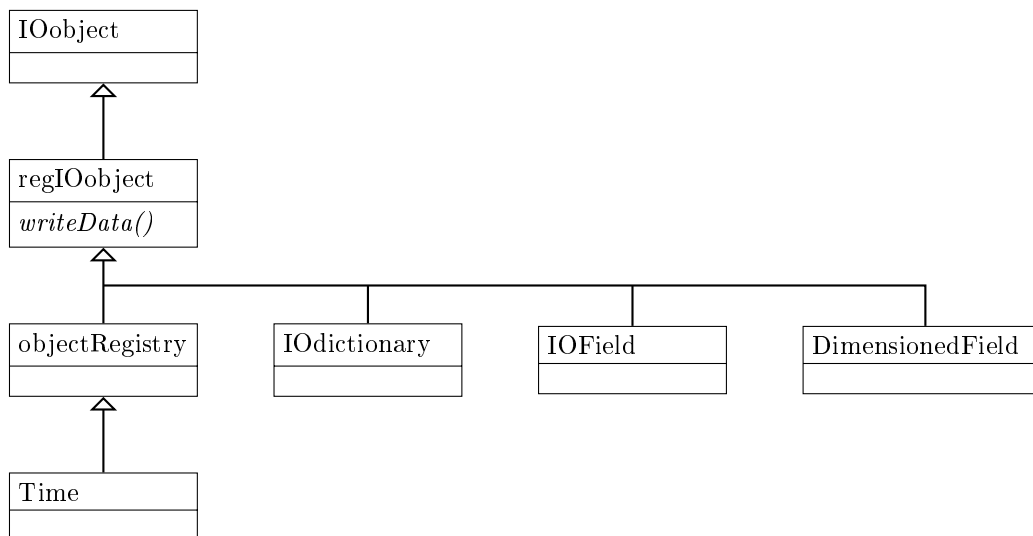 IOobject
regIOobject
writeData()
objectRegistry
IOdictionary
IOField
DimensionedField
Time